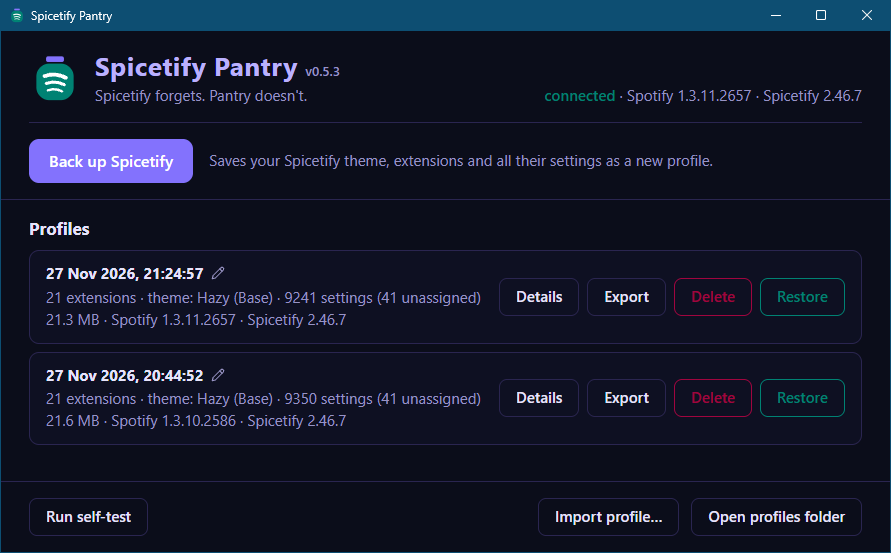 Spicetify Pantry
Spicetify Pantry v0.5.3
Spicetify forgets. Pantry doesn't.
connected · Spotify 1.3.11.2657 · Spicetify 2.46.7
Back up Spicetify
Saves your Spicetify theme, extensions and all their settings as a new profile.
Profiles
27 Nov 2026, 21:24:57
21 extensions · theme: Hazy (Base) · 9241 settings (41 unassigned)
21.3 MB · Spotify 1.3.11.2657 · Spicetify 2.46.7
Details Export Delete Restore
27 Nov 2026, 20:44:52
21 extensions · theme: Hazy (Base) · 9350 settings (41 unassigned)
21.6 MB · Spotify 1.3.10.2586 · Spicetify 2.46.7
Details Export Delete Restore
Run self-test Import profile... Open profiles folder